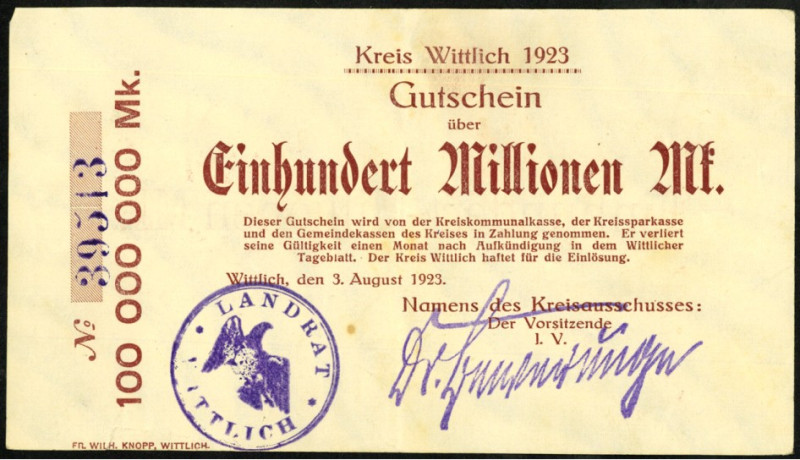 Kreis Wittlich 1923
Gutschein
über
Einhundert Millionen Mk.
Dieser Gutschein wird von der Kreiskommunalkasse, der Kreissparkasse
und den Gemeindekassen des Kreises in Zahlung genommen. Er verliert
seine Gültigkeit einen Monat nach Aufkündigung in dem Wittlicher
Tageblatt. Der Kreis Wittlich haftet für die Einlösung.
Wittlich, den 3. August 1923.
Namens des Kreisausschusses:
Der Vorsitzende
I. V.
Dr.
LANDRAT
WITTLICH
№ 39513
100 000 000 Mk.
FR. WILH. KNOPP, WITTLICH.